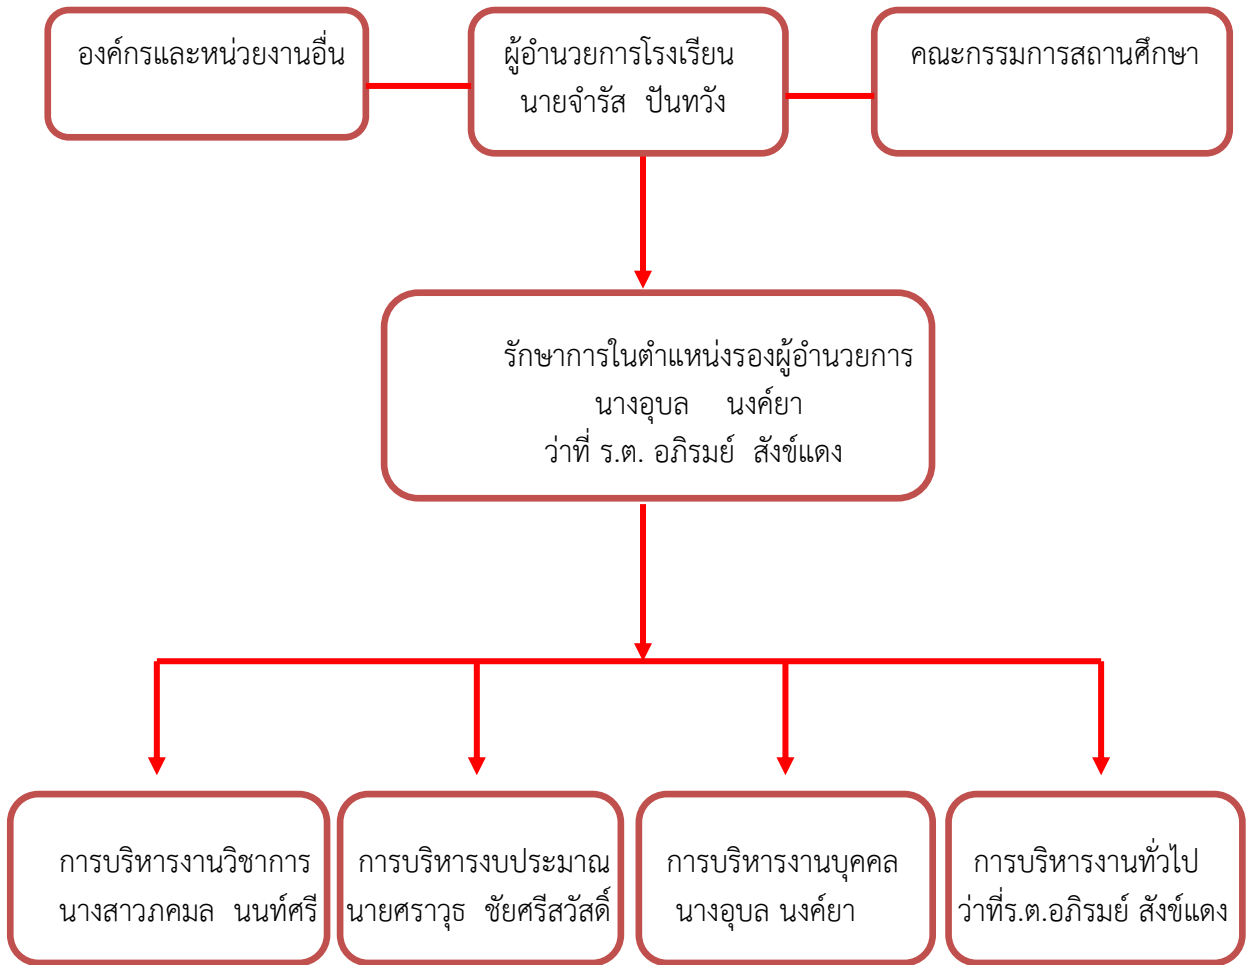 องค์กรและหน่วยงานอื่น
ผู้อำนวยการโรงเรียน
นายจำรัส  ปันทวัง
คณะกรรมการสถานศึกษา
รักษาการในตำแหน่งรองผู้อำนวยการ
นางอุบล    นงค์ยา
ว่าที่ ร.ต. อภิรมย์  สังข์แดง
การบริหารงานวิชาการ
นางสาวภคมล  นนท์ศรี
การบริหารงบประมาณ
นายศราวุธ  ชัยศรีสวัสดิ์
การบริหารงานบุคคล
นางอุบล นงค์ยา
การบริหารงานทั่วไป
ว่าที่ร.ต.อภิรมย์ สังข์แดง